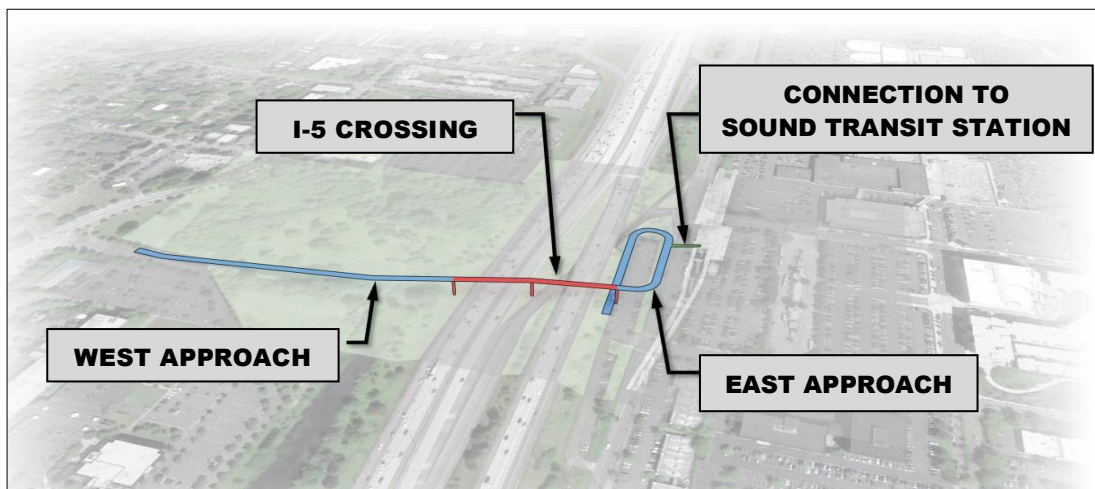 CONNECTION TO
SOUND TRANSIT STATION
I-5 CROSSING
WEST APPROACH
EAST APPROACH